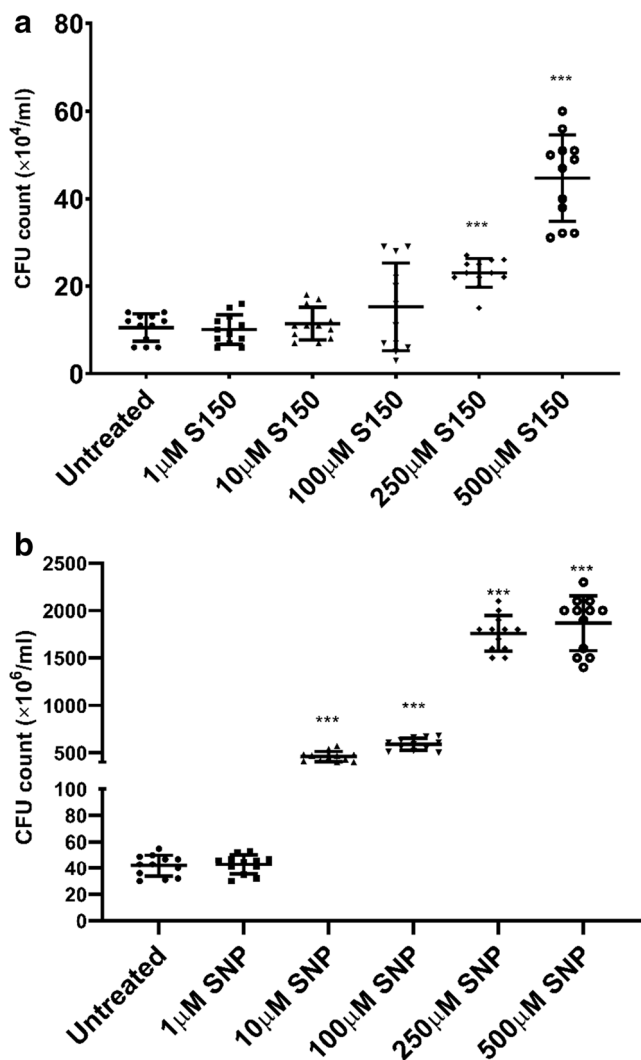 a
CFU count (×10⁴/ml)
80
60
40
20
0
***
***
Untreated
1μM S150
10μM S150
100μM S150
250μM S150
500μM S150
b
CFU count (×10⁶/ml)
2500
2000
1500
1000
500
100
80
60
40
20
0
***
***
***
***
Untreated
1μM SNP
10μM SNP
100μM SNP
250μM SNP
500μM SNP